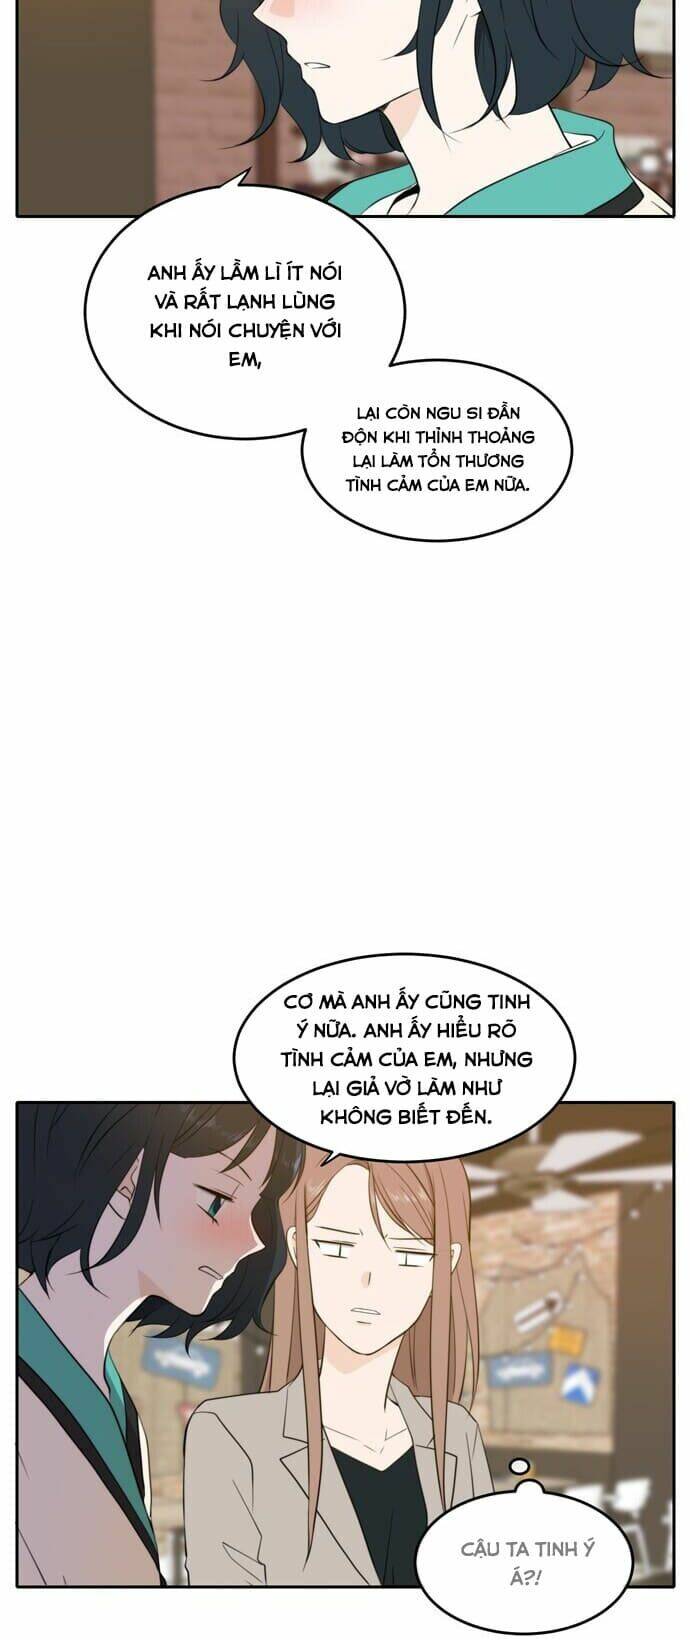 ANH ẤY LẦM LÌ ÍT NÓI
VÀ RẤT LẠNH LÙNG
KHI NÓI CHUYỆN VỚI
EM,
LẠI CÒN NGU SI ĐẦN
ĐỘN KHI THỈNH THOẢNG
LẠI LÀM TỔN THƯƠNG
TÌNH CẢM CỦA EM NỮA.
CƠ MÀ ANH ẤY CŨNG TINH
Ý NỮA. ANH ẤY HIỂU RÕ
TÌNH CẢM CỦA EM, NHƯNG
LẠI GIẢ VỜ LÀM NHƯ
KHÔNG BIẾT ĐẾN.
CẬU TA TINH Ý
Á?!